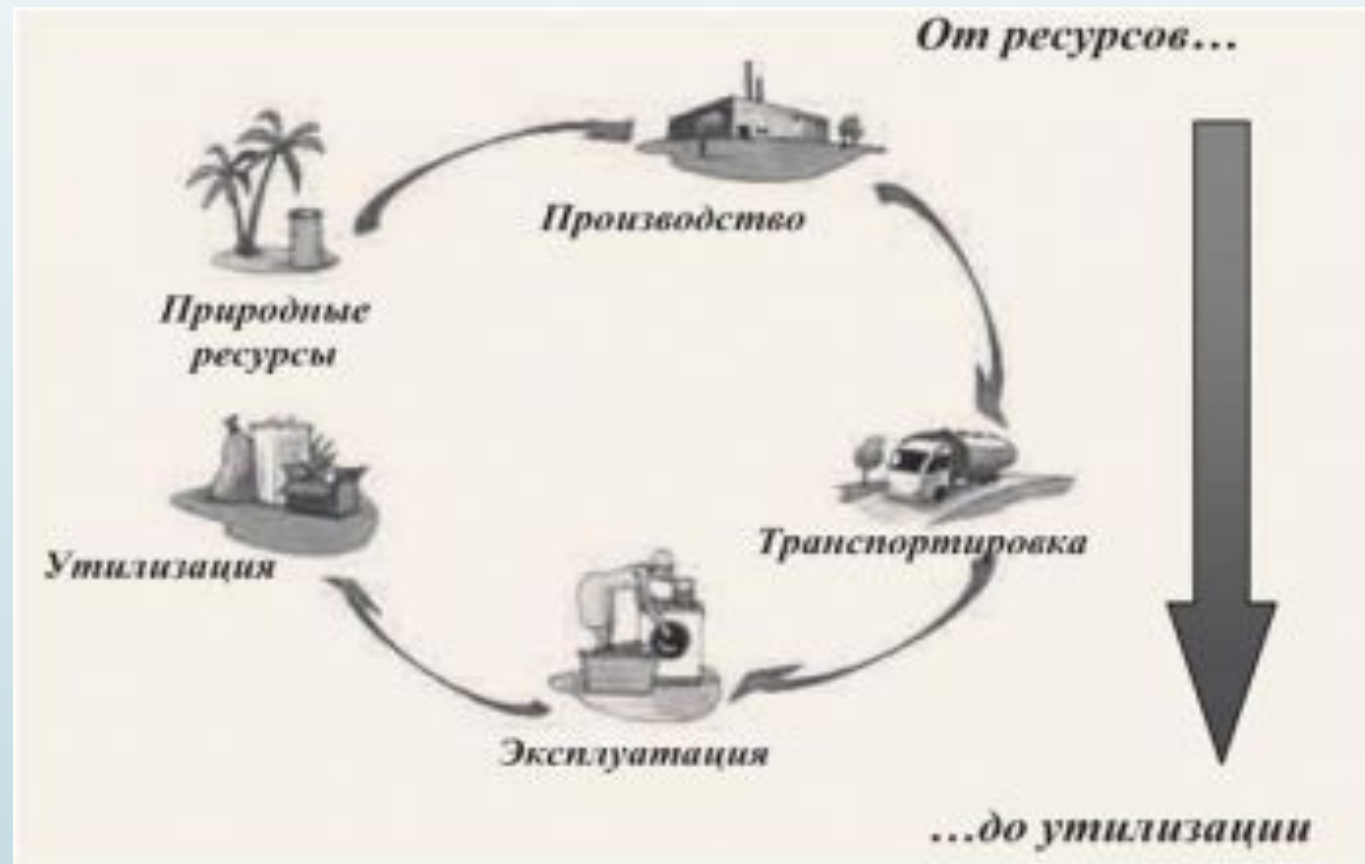 От ресурсов...
Производство
Природные
ресурсы
Транспортировка
Утилизация
Эксплуатация
...до утилизации